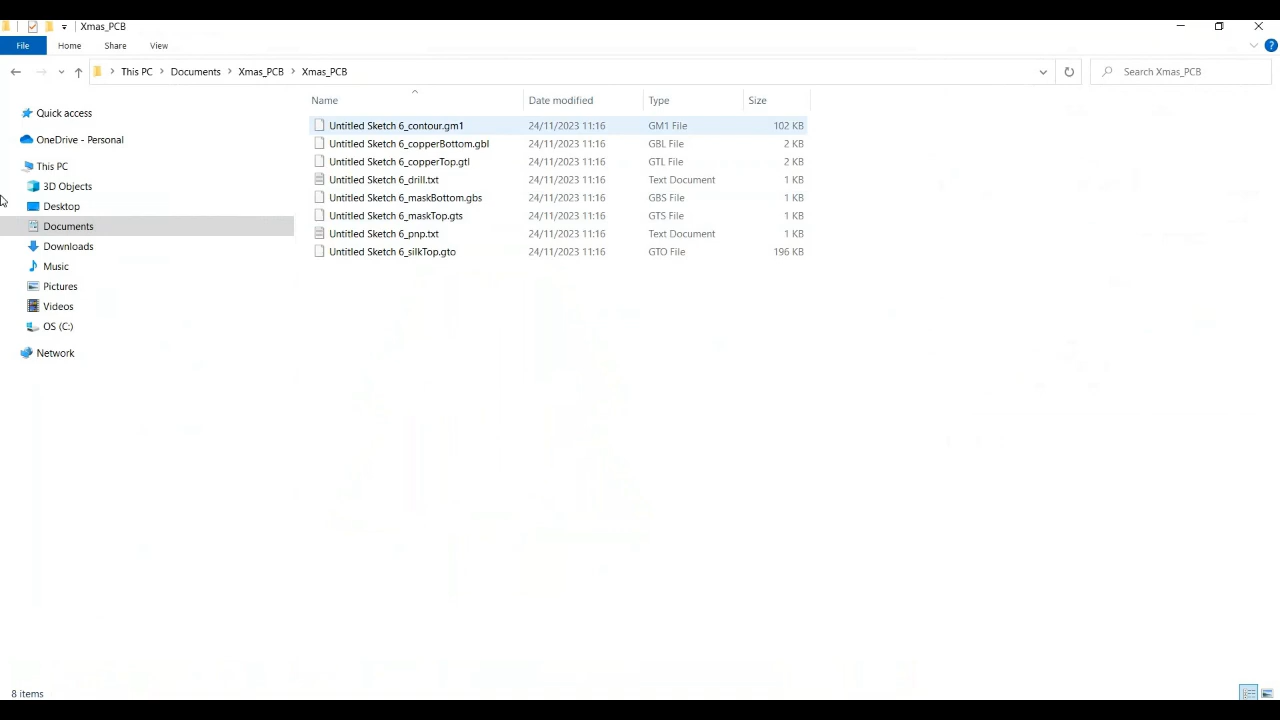 Xmas_PCB
File Home Share View
This PC Documents Xmas_PCB Xmas_PCB Search Xmas_PCB
Name Date modified Type Size
Quick access
OneDrive - Personal
This PC
3D Objects
Desktop
Documents
Downloads
Music
Pictures
Videos
OS (C:)
Network
Untitled Sketch 6_contour.gm1 24/11/2023 11:16 GM1 File 102 KB
Untitled Sketch 6_copperBottom.gbl 24/11/2023 11:16 GBL File 2 KB
Untitled Sketch 6_copperTop.gtl 24/11/2023 11:16 GTL File 2 KB
Untitled Sketch 6_drill.txt 24/11/2023 11:16 Text Document 1 KB
Untitled Sketch 6_maskBottom.gbs 24/11/2023 11:16 GBS File 1 KB
Untitled Sketch 6_maskTop.gts 24/11/2023 11:16 GTS File 1 KB
Untitled Sketch 6_pnp.txt 24/11/2023 11:16 Text Document 1 KB
Untitled Sketch 6_silkTop.gto 24/11/2023 11:16 GTO File 196 KB
8 items